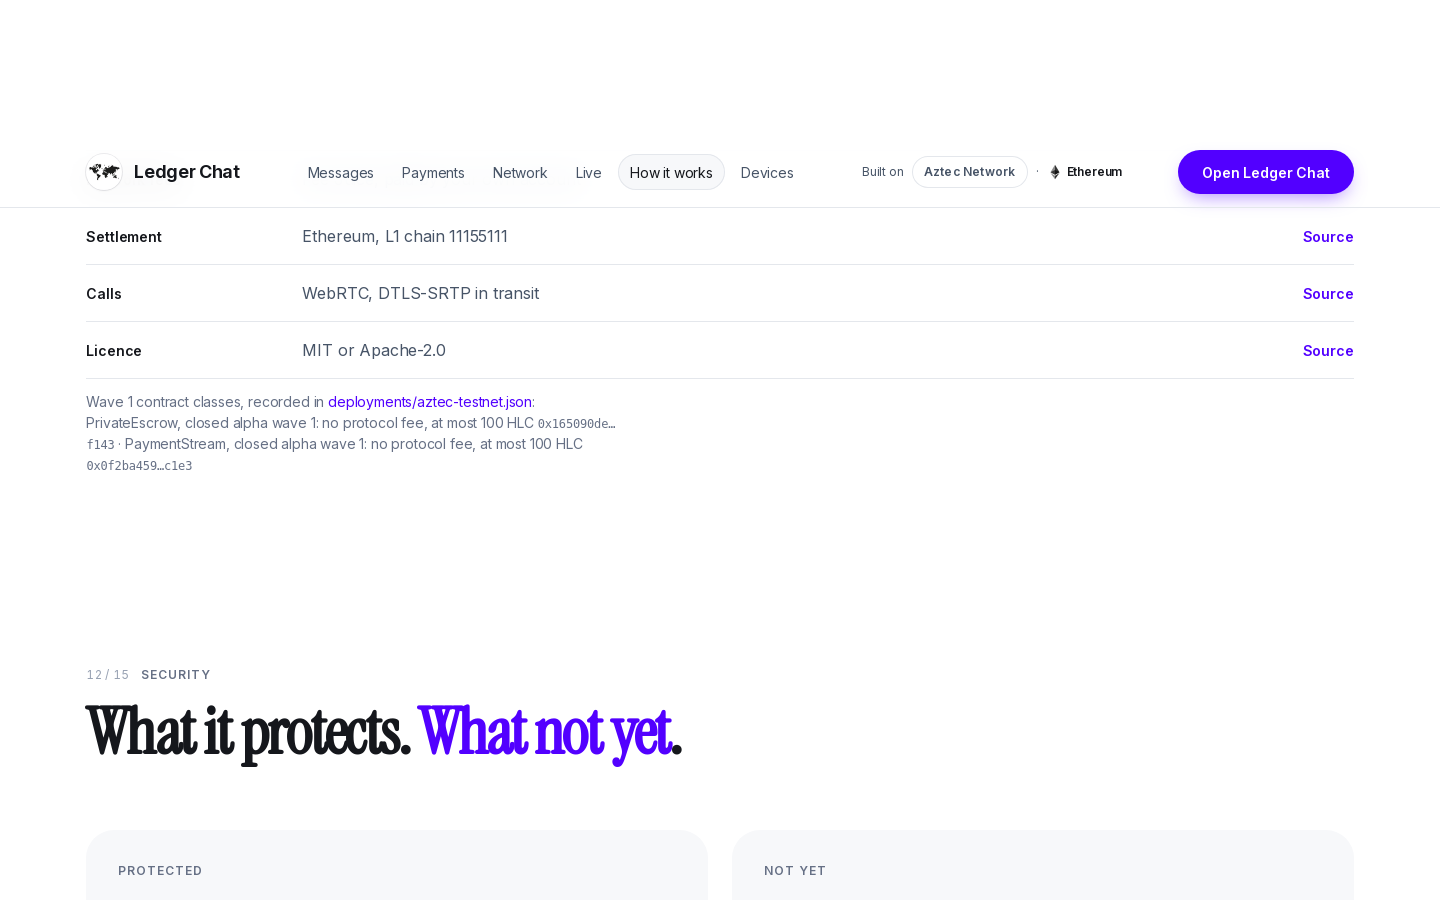 Ledger Chat
Messages
Payments
Network
Live
How it works
Devices
Built on
Aztec Network
·
Ethereum
Open Ledger Chat
Settlement
Ethereum, L1 chain 11155111
Source
Calls
WebRTC, DTLS-SRTP in transit
Source
Licence
MIT or Apache-2.0
Source
Wave 1 contract classes, recorded in deployments/aztec-testnet.json:
PrivateEscrow, closed alpha wave 1: no protocol fee, at most 100 HLC 0x165090de…
f143 · PaymentStream, closed alpha wave 1: no protocol fee, at most 100 HLC
0x0f2ba459…c1e3
12 / 15 SECURITY
What it protects. What not yet.
PROTECTED
NOT YET